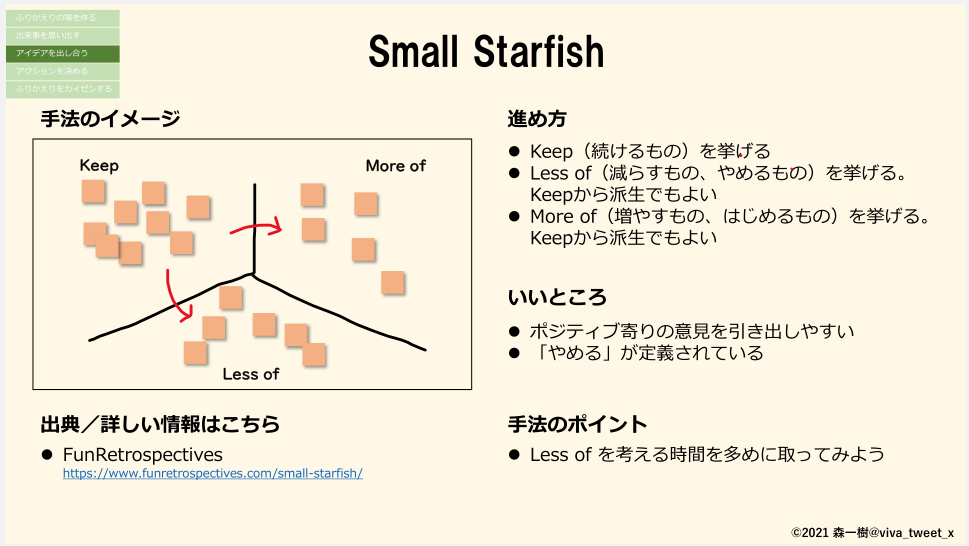 ふりかえりの場を作る
出来事を思い出す
アイデアを出し合う
アクションを決める
ふりかえりをカイゼンする
Small Starfish
手法のイメージ
Keep
More of
Less of
出典／詳しい情報はこちら
● FunRetrospectives
https://www.funretrospectives.com/small-starfish/
進め方
● Keep（続けるもの）を挙げる
● Less of（減らすもの、やめるもの）を挙げる。
Keepから派生でもよい
● More of（増やすもの、はじめるもの）を挙げる。
Keepから派生でもよい
いいところ
● ポジティブ寄りの意見を引き出しやすい
● 「やめる」が定義されている
手法のポイント
● Less of を考える時間を多めに取ってみよう
©2021 森一樹@viva_tweet_x